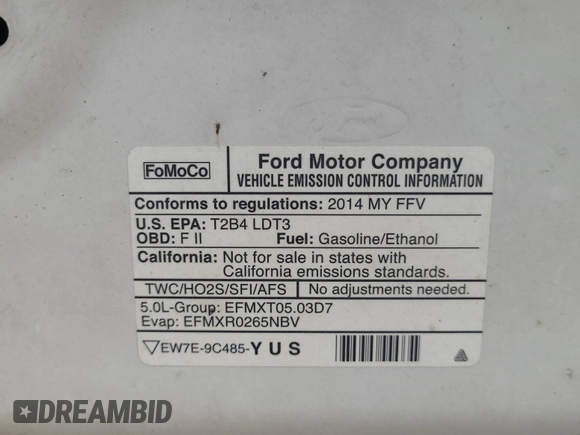 FoMoCo
Ford Motor Company
VEHICLE EMISSION CONTROL INFORMATION
Conforms to regulations: 2014 MY FFV
U.S. EPA: T2B4 LDT3
OBD: F II Fuel: Gasoline/Ethanol
California: Not for sale in states with
California emissions standards.
TWC/HO2S/SFI/AFS No adjustments needed.
5.0L-Group: EFMXT05.03D7
Evap: EFMXR0265NBV
EW7E-9C485-YUS
DREAMBID